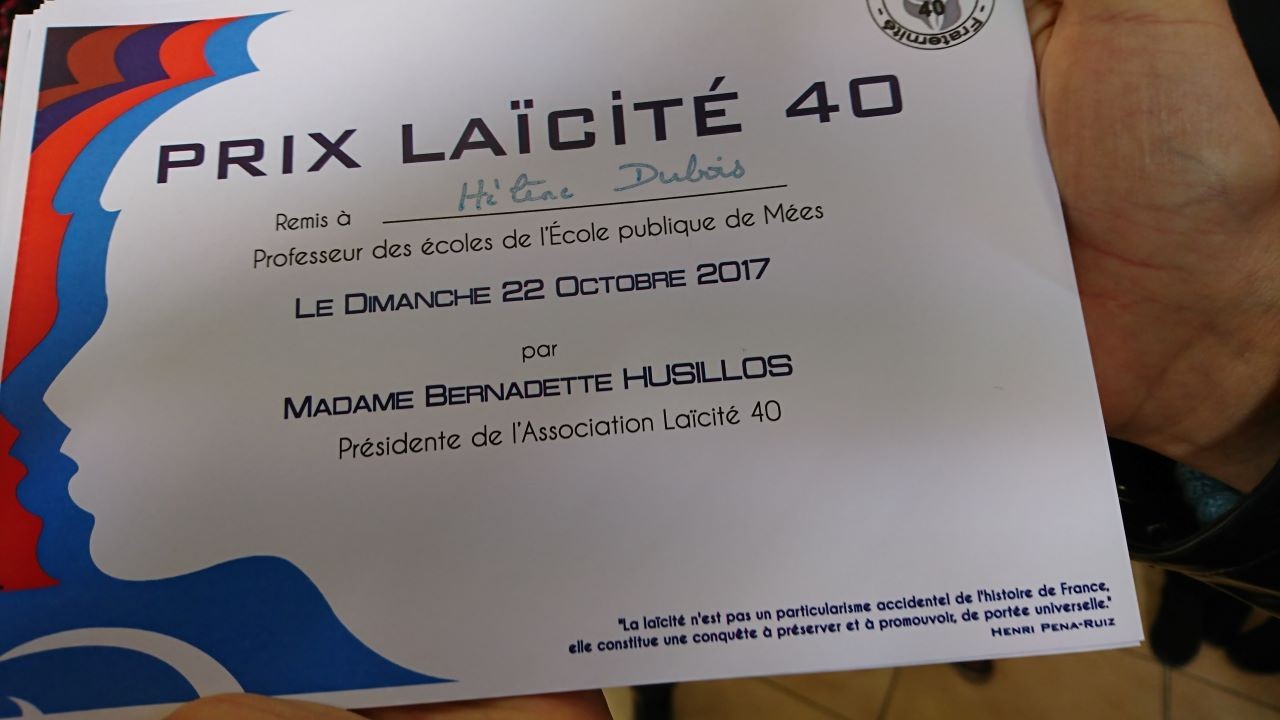 40
Fraternité
PRIX LAÏCITÉ 40
Remis à Hélène Dubois
Professeur des écoles de l'École publique de Mées
LE DIMANCHE 22 OCTOBRE 2017
par
MADAME BERNADETTE HUSILLOS
Présidente de l'Association Laïcité 40
"La laïcité n'est pas un particularisme accidentel de l'histoire de France,
elle constitue une conquête à préserver et à promouvoir, de portée universelle."
HENRI PENA-RUIZ